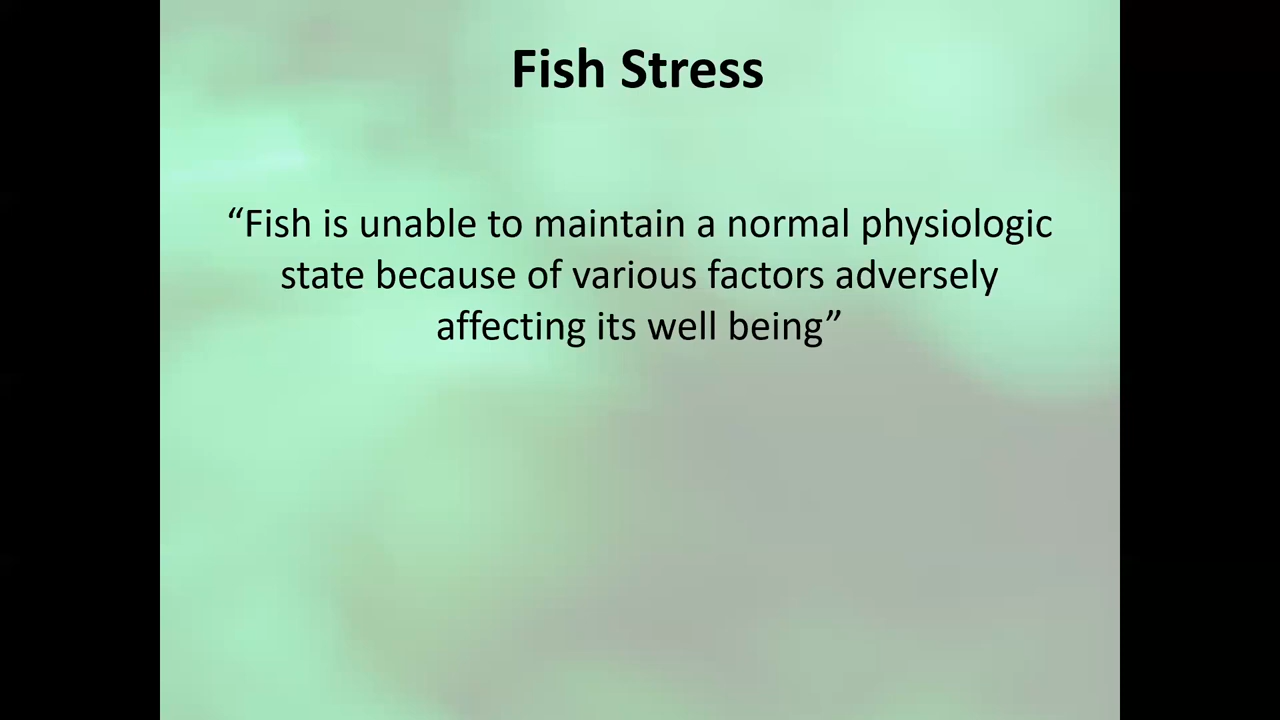 Fish Stress
“Fish is unable to maintain a normal physiologic
state because of various factors adversely
affecting its well being”